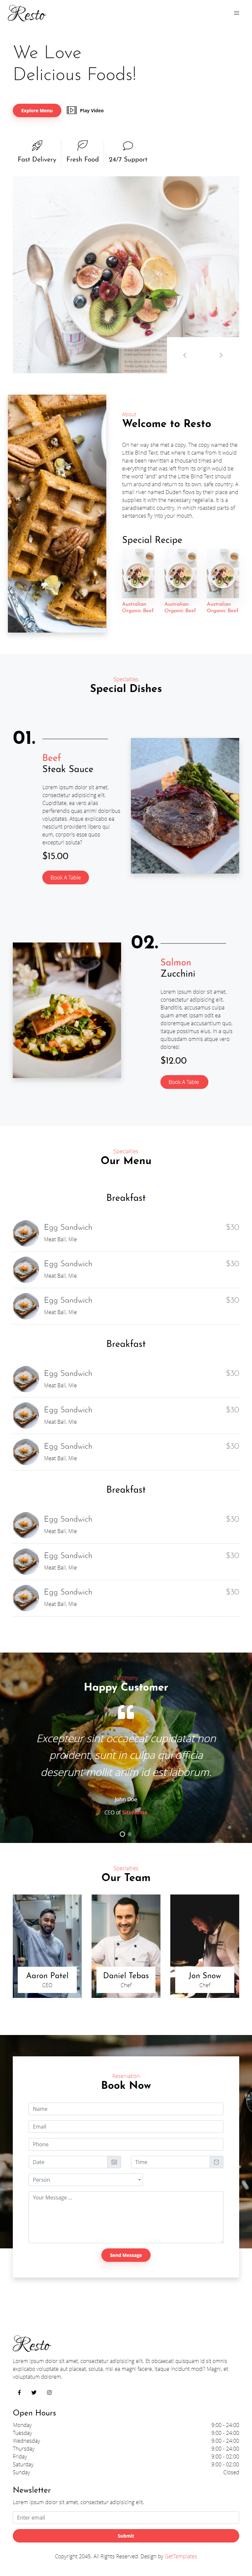 Resto
We Love
Delicious Foods!
Explore Menu
Play Video
Fast Delivery
Fresh Food
24/7 Support
About
Welcome to Resto
On her way she met a copy. The copy warned the
Little Blind Text, that where it came from it would
have been rewritten a thousand times and
everything that was left from its origin would be
the word "and" and the Little Blind Text should
turn around and return to its own, safe country. A
small river named Duden flows by their place and
supplies it with the necessary regelialia. It is a
paradisematic country, in which roasted parts of
sentences fly into your mouth.
Special Recipe
Australian
Organic Beef
Australian
Organic Beef
Australian
Organic Beef
Specialties
Special Dishes
01.
Beef
Steak Sauce
Lorem ipsum dolor sit amet,
consectetur adipisicing elit.
Cupiditate, ea vero alias
perferendis quas animi doloribus
voluptates. Atque explicabo ea
nesciunt provident libero qui
eum, corporis esse quos
excepturi soluta?
$15.00
Book A Table
02.
Salmon
Zucchini
Lorem ipsum dolor sit amet,
consectetur adipisicing elit.
Blanditiis, accusamus culpa
quam amet ipsam odit ea
doloremque accusantium quo,
itaque possimus eius. In a quis
quibusdam omnis atque vero
dolores!
$12.00
Book A Table
Specialties
Our Menu
Breakfast
Egg Sandwich
$30
Meat Ball, Mie
Egg Sandwich
$30
Meat Ball, Mie
Egg Sandwich
$30
Meat Ball, Mie
Breakfast
Egg Sandwich
$30
Meat Ball, Mie
Egg Sandwich
$30
Meat Ball, Mie
Egg Sandwich
$30
Meat Ball, Mie
Breakfast
Egg Sandwich
$30
Meat Ball, Mie
Egg Sandwich
$30
Meat Ball, Mie
Egg Sandwich
$30
Meat Ball, Mie
Testimony
Happy Customer
Excepteur sint occaecat cupidatat non
proident, sunt in culpa qui officia
deserunt mollit anim id est laborum.
John Doe
CEO of
Specialties
Our Team
Aaron Patel
CEO
Daniel Tebas
Chef
Jon Snow
Chef
Reservation
Book Now
Name
Email
Phone
Date
Time
Person
Your Message ...
Send Message
Resto
Lorem ipsum dolor sit amet, consectetur adipisicing elit. Et obcaecati quisquam id sit omnis
explicabo voluptate aut placeat, soluta, nisi ea magni facere, itaque incidunt modi? Magni, et
voluptatum dolorem.
Open Hours
Monday 9:00 - 24:00
Tuesday 9:00 - 24:00
Wednesday 9:00 - 24:00
Thursday 9:00 - 24:00
Friday 9:00 - 02:00
Saturday 9:00 - 02:00
Sunday Closed
Newsletter
Lorem ipsum dolor sit amet, consectetur adipisicing elit.
Enter email
Submit
Copyright 2045. All Rights Reserved. Design by GetTemplates